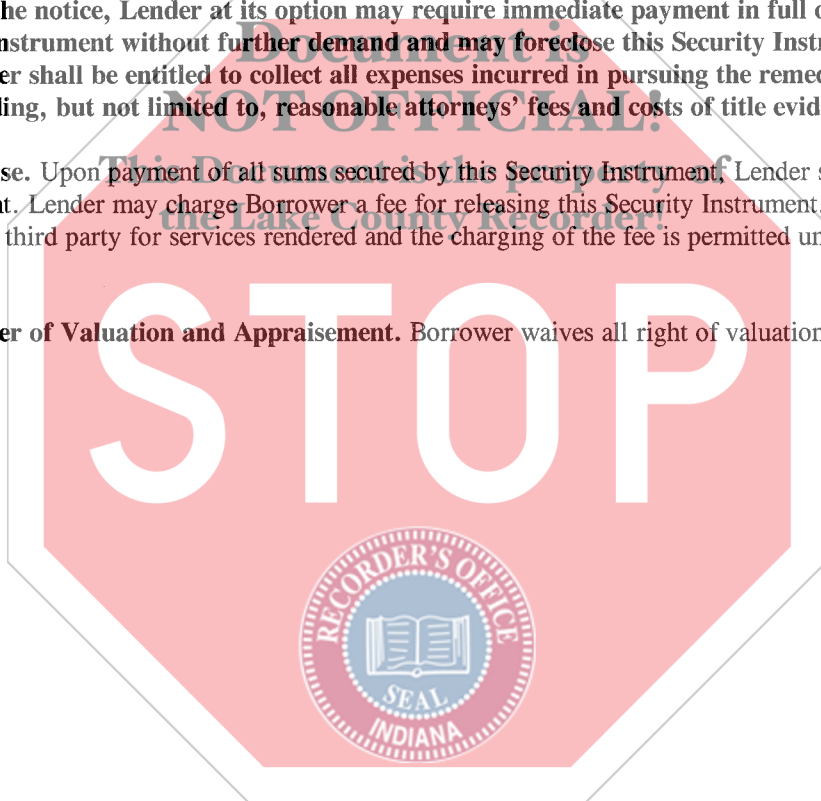 he notice, Lender at its option may require immediate payment in full o
Document is
nstrument without further demand and may foreclose this Security Instr
er shall be entitled to collect all expenses incurred in pursuing the remed
NOT OFFICIAL!
ling, but not limited to, reasonable attorneys' fees and costs of title evid
This Document is the property of
se. Upon payment of all sums secured by this Security Instrument, Lender s
nt. Lender may charge Borrower a fee for releasing this Security Instrument,
the Lake County Recorder!
third party for services rendered and the charging of the fee is permitted un
er of Valuation and Appraisement. Borrower waives all right of valuation
STOP
RECORDER'S OFFICE
SEAL
INDIANA